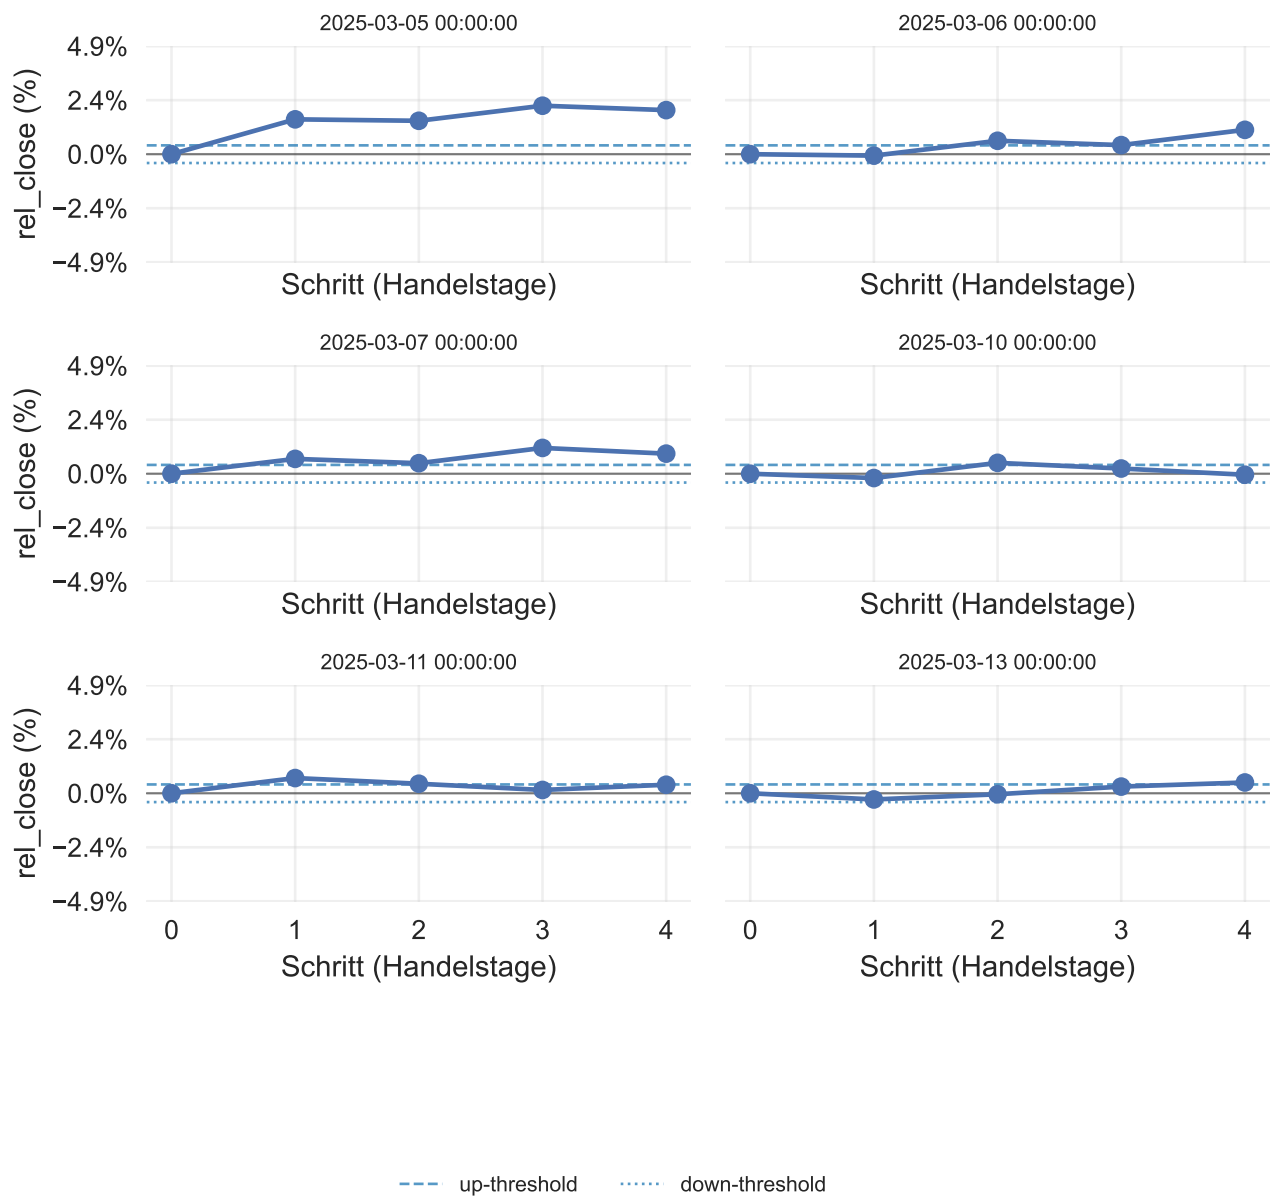 2025-03-05 00:00:00
2025-03-06 00:00:00
rel_close (%)
4.9%
2.4%
0.0%
−2.4%
−4.9%
Schritt (Handelstage)
Schritt (Handelstage)
2025-03-07 00:00:00
2025-03-10 00:00:00
rel_close (%)
4.9%
2.4%
0.0%
−2.4%
−4.9%
Schritt (Handelstage)
Schritt (Handelstage)
2025-03-11 00:00:00
2025-03-13 00:00:00
rel_close (%)
4.9%
2.4%
0.0%
−2.4%
−4.9%
0 1 2 3 4
0 1 2 3 4
Schritt (Handelstage)
Schritt (Handelstage)
up-threshold
down-threshold